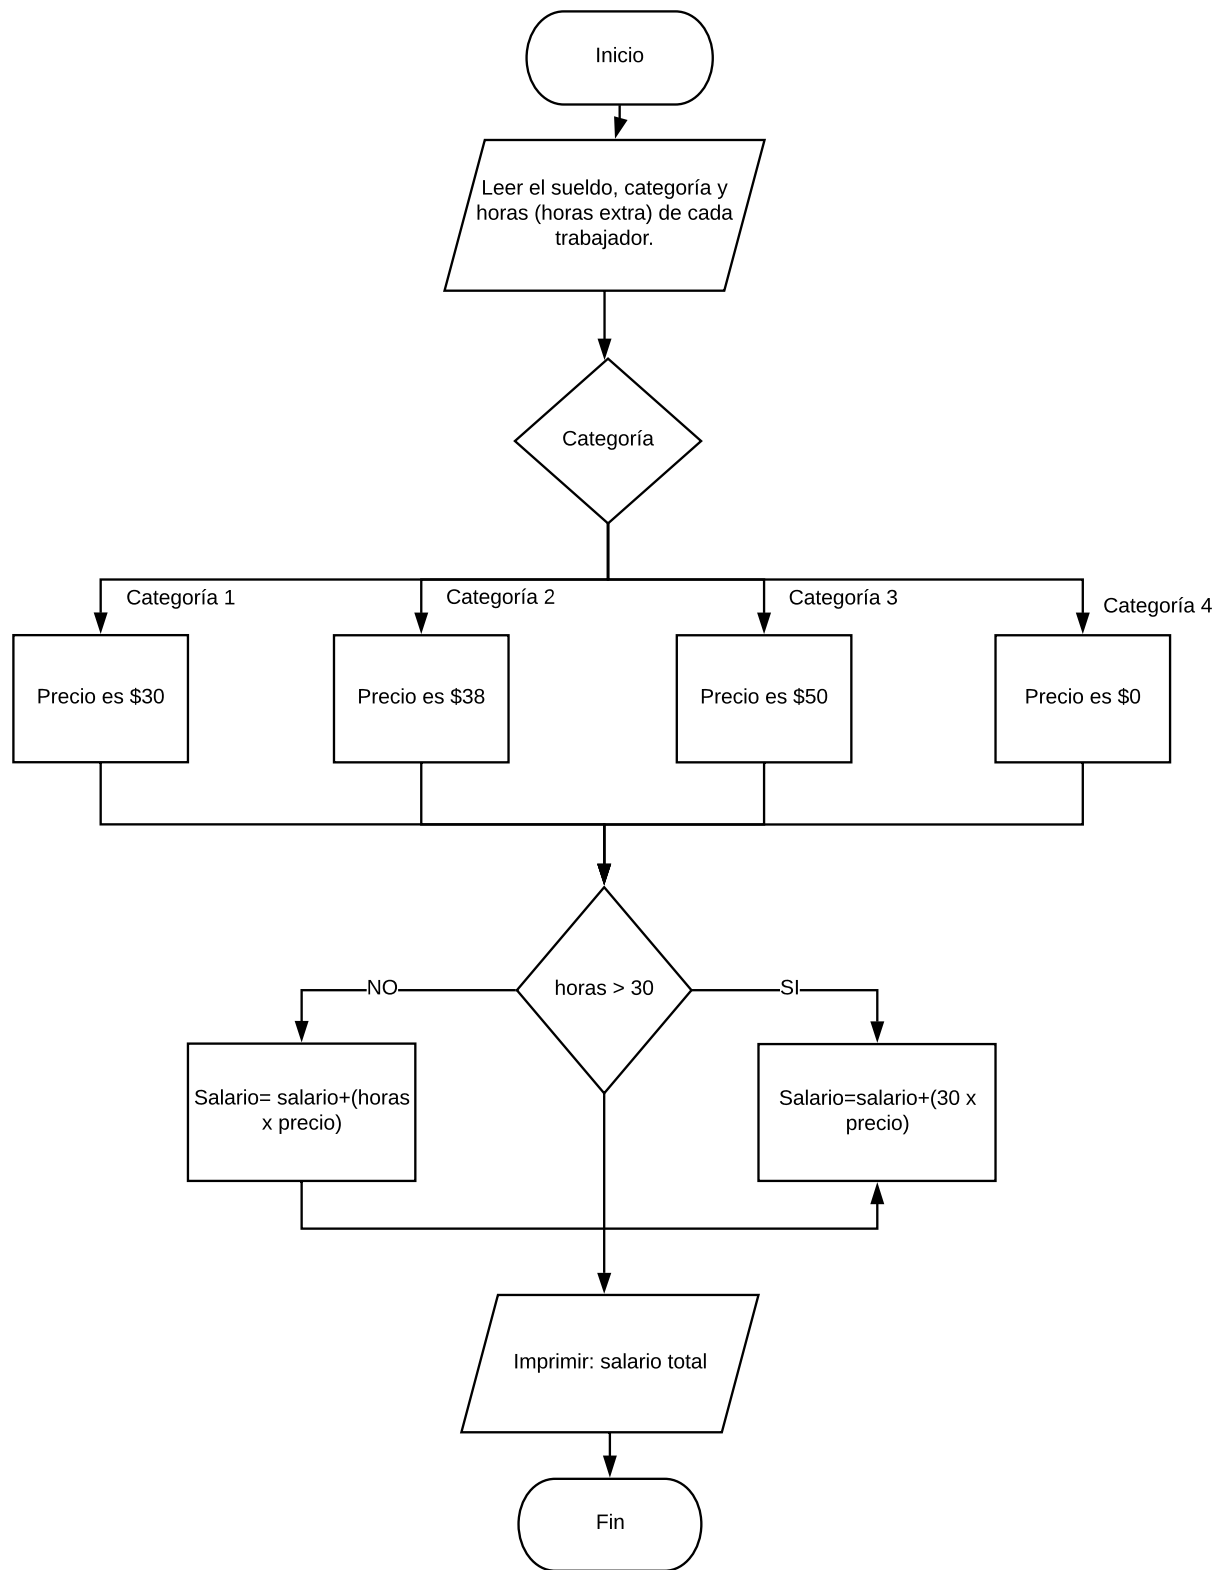 Inicio
Leer el sueldo, categoría y
horas (horas extra) de cada
trabajador.
Categoría
Categoría 1
Categoría 2
Categoría 3
Categoría 4
Precio es $30
Precio es $38
Precio es $50
Precio es $0
horas > 30
NO
SI
Salario= salario+(horas
x precio)
Salario=salario+(30 x
precio)
Imprimir: salario total
Fin